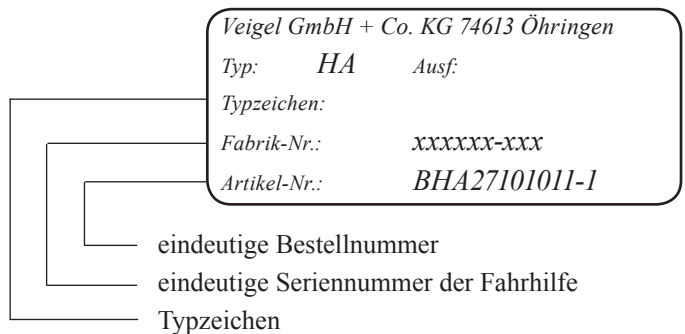 Veigel GmbH + Co. KG 74613 Öhringen
Typ: HA Ausf:
Typzeichen:
Fabrik-Nr.: xxxxxx-xxx
Artikel-Nr.: BHA27101011-1
eindeutige Bestellnummer
eindeutige Seriennummer der Fahrhilfe
Typzeichen